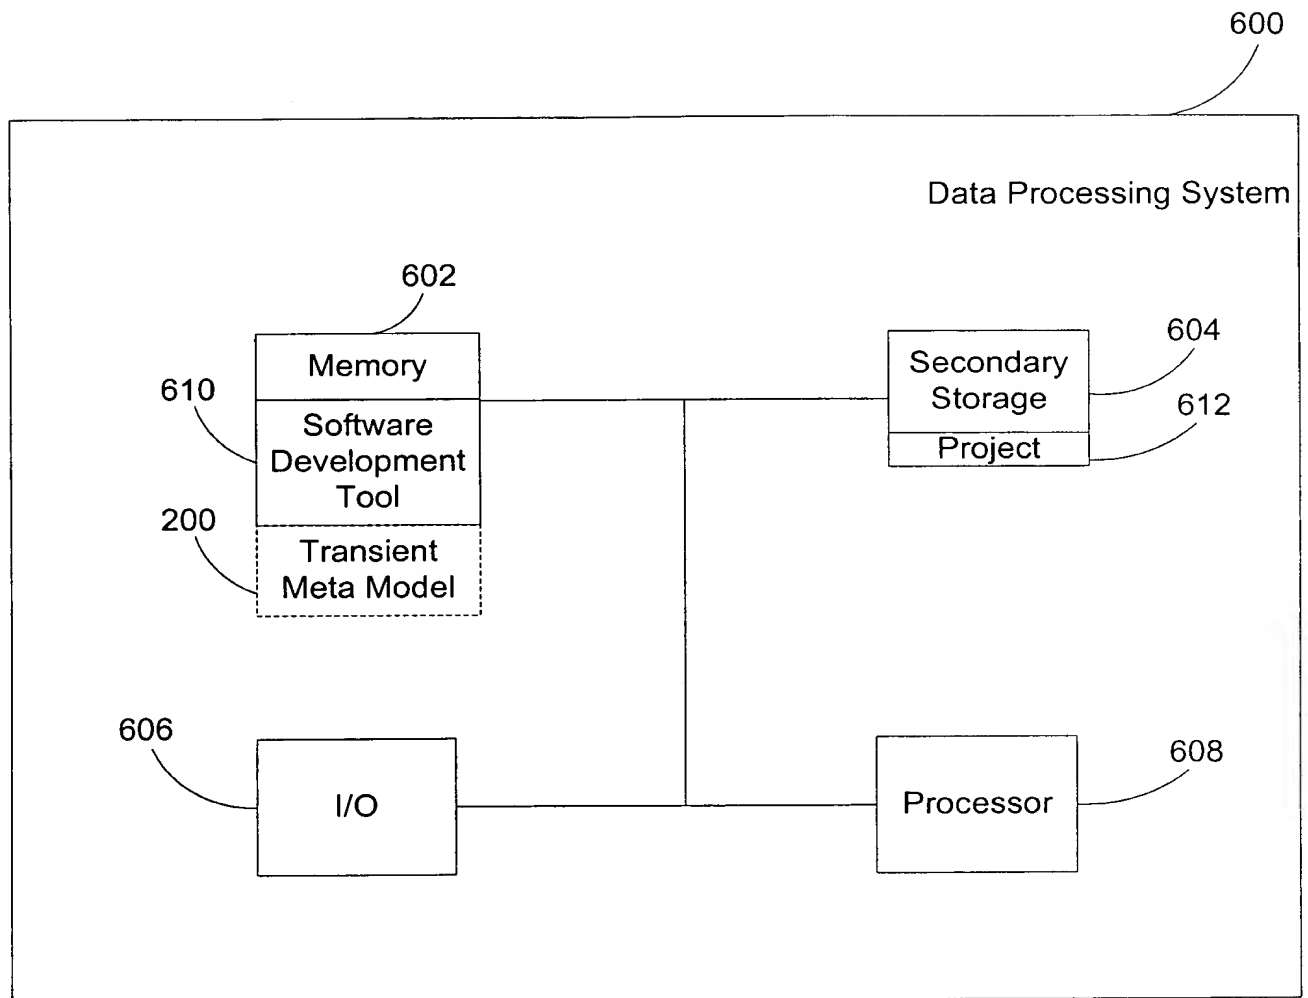 600
Data Processing System
602
Memory
610
Software
Development
Tool
200
Transient
Meta Model
604
Secondary
Storage
612
Project
606
I/O
608
Processor